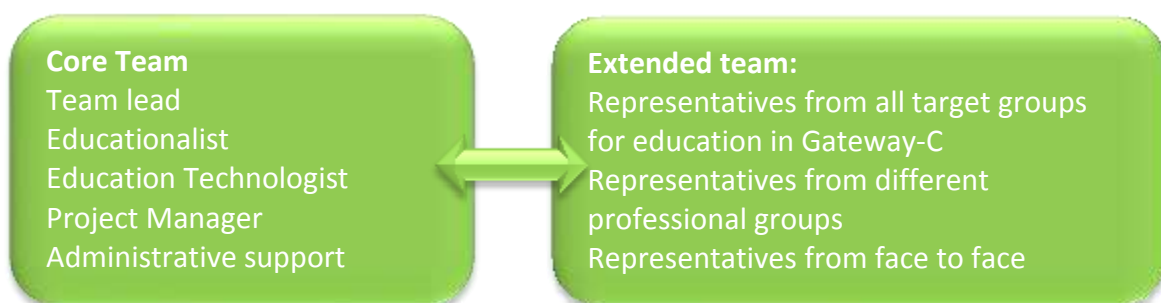 Core Team
Team lead
Educationalist
Education Technologist
Project Manager
Administrative support
Extended team:
Representatives from all target groups
for education in Gateway-C
Representatives from different
professional groups
Representatives from face to face